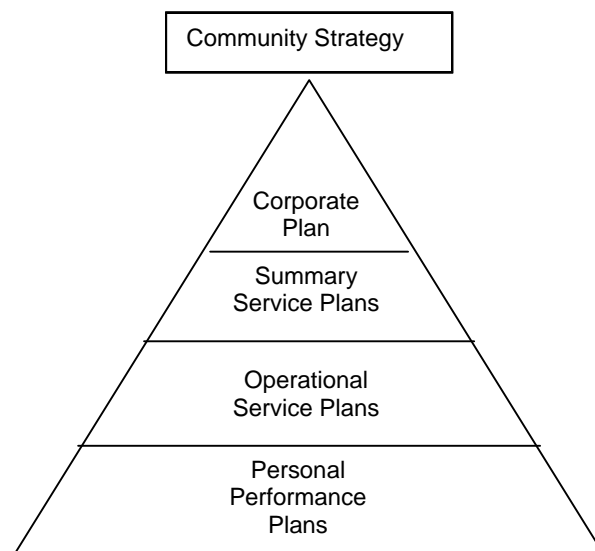 Community Strategy
Corporate
Plan
Summary
Service Plans
Operational
Service Plans
Personal
Performance
Plans